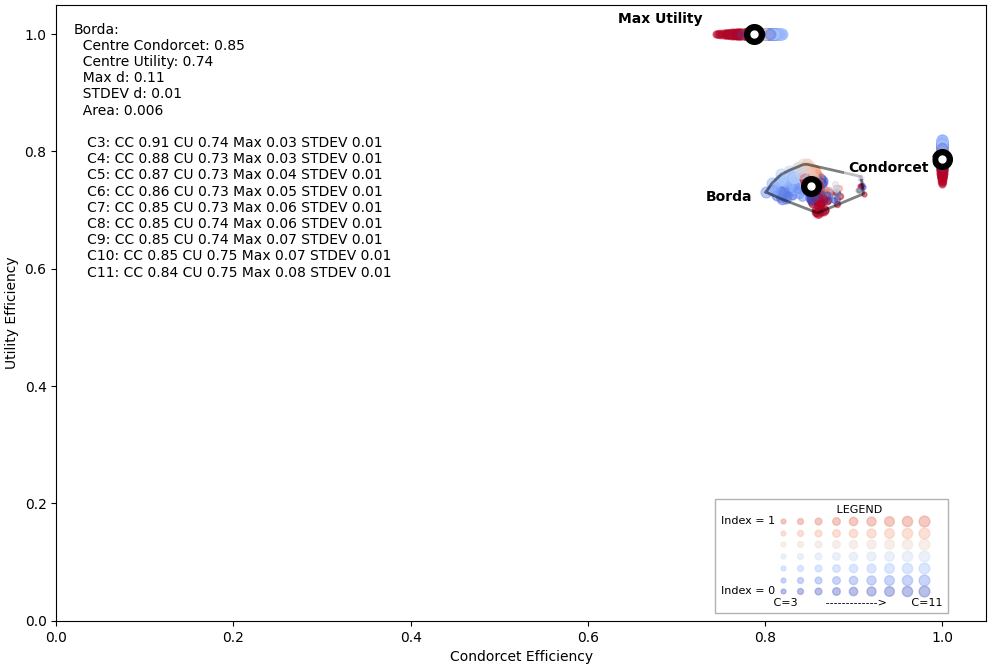 Max Utility
Borda:
Centre Condorcet: 0.85
Centre Utility: 0.74
Max d: 0.11
STDEV d: 0.01
Area: 0.006
C3: CC 0.91 CU 0.74 Max 0.03 STDEV 0.01
C4: CC 0.88 CU 0.73 Max 0.03 STDEV 0.01
C5: CC 0.87 CU 0.73 Max 0.04 STDEV 0.01
C6: CC 0.86 CU 0.73 Max 0.05 STDEV 0.01
C7: CC 0.85 CU 0.73 Max 0.06 STDEV 0.01
C8: CC 0.85 CU 0.74 Max 0.06 STDEV 0.01
C9: CC 0.85 CU 0.74 Max 0.07 STDEV 0.01
C10: CC 0.85 CU 0.75 Max 0.07 STDEV 0.01
C11: CC 0.84 CU 0.75 Max 0.08 STDEV 0.01
Condorcet
Borda
1.0
0.8
0.6
0.4
0.2
0.0
Utility Efficiency
LEGEND
Index = 1
Index = 0
C=3 -------------> C=11
0.0 0.2 0.4 0.6 0.8 1.0
Condorcet Efficiency